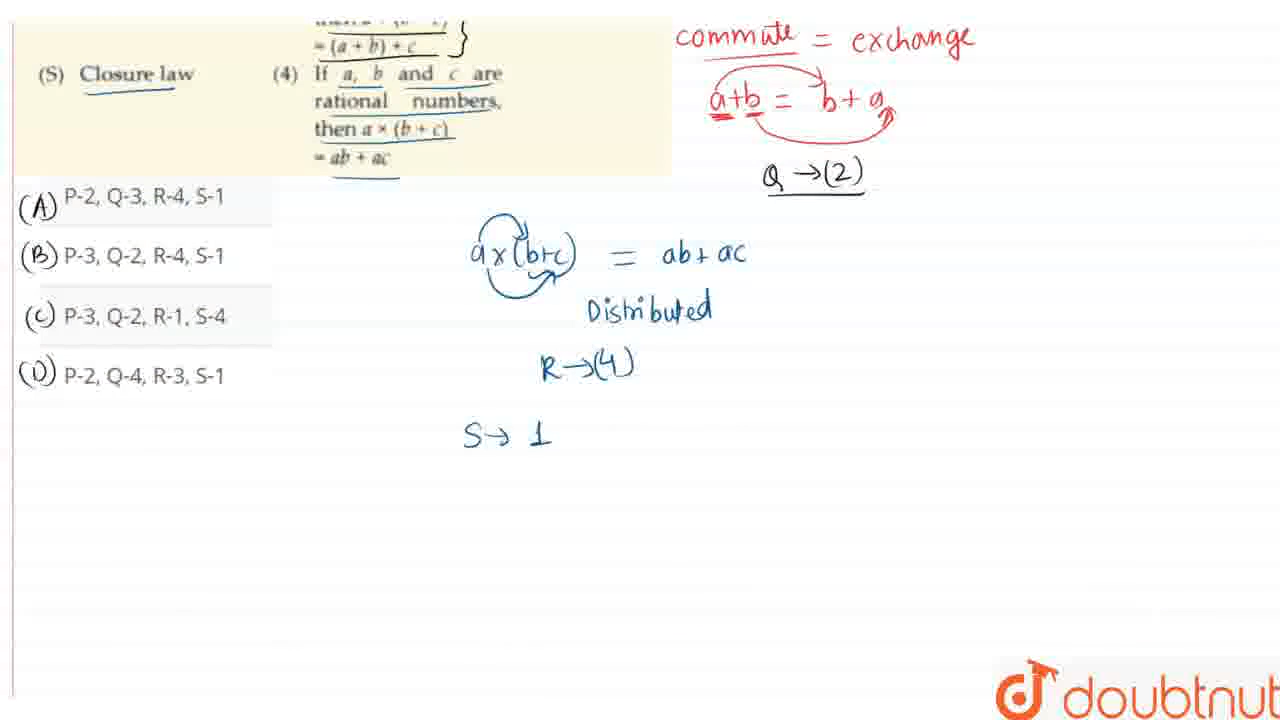 = (a + b) + c
(S) Closure law (4) If a, b and c are
rational numbers,
then a × (b + c)
= ab + ac
commute = exchange
a+b = b+a
Q →(2)
(A) P-2, Q-3, R-4, S-1
(B) P-3, Q-2, R-4, S-1
(C) P-3, Q-2, R-1, S-4
(D) P-2, Q-4, R-3, S-1
a×(b+c) = ab+ac
Distributed
R→(4)
S→ 1
doubtnut